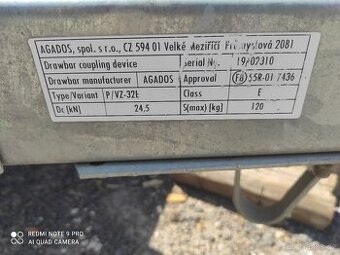 AGADOS, spol. s r.o., CZ 594 01 Velké Meziříčí Průmyslová 2081
Drawbar coupling device Serial No. 19/02310
Drawbar manufacturer AGADOS Approval E8 55R-01 7436
Type/Variant P/VZ-32E Class E
Dc [kN] 24,5 S(max) [kg] 120
REDMI NOTE 9 PRO
AI QUAD CAMERA